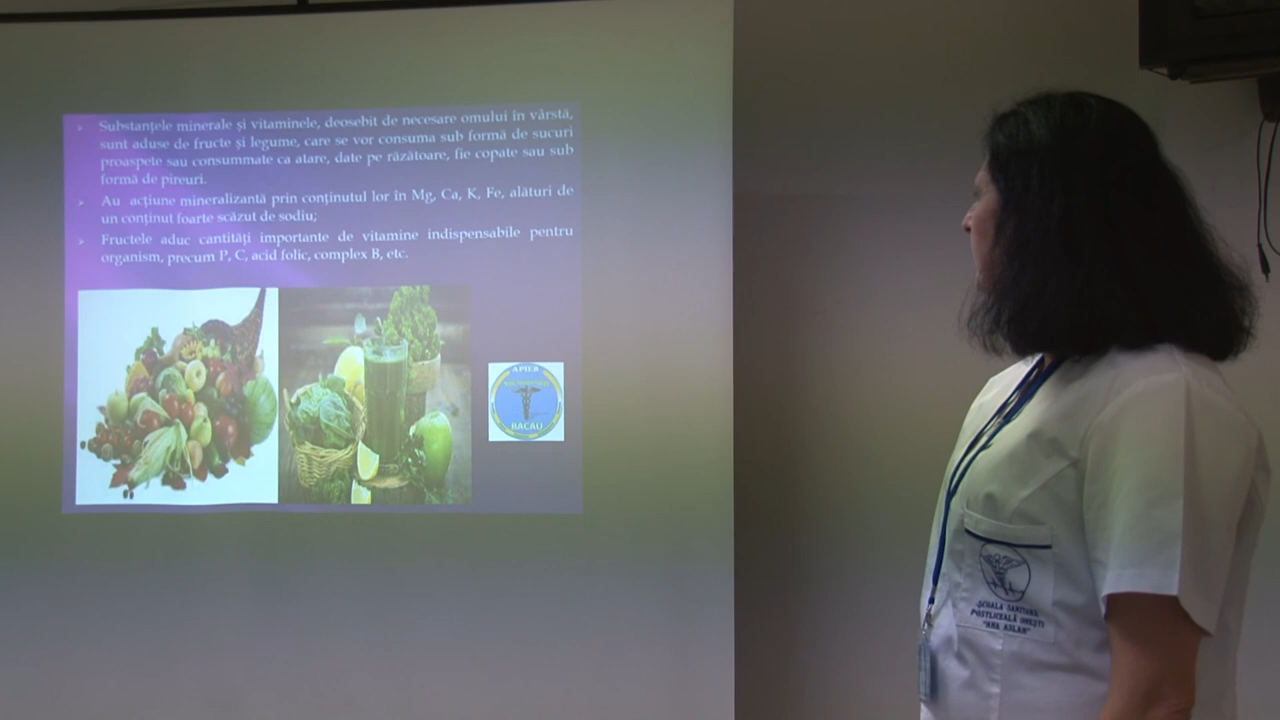 Substanțele minerale și vitaminele, deosebit de necesare omului în vârstă,
sunt aduse de fructe și legume, care se vor consuma sub formă de sucuri
proaspete sau consummate ca atare, date pe răzătoare, fie copate sau sub
formă de pireuri.
Au acțiune mineralizantă prin conținutul lor în Mg, Ca, K, Fe, alături de
un conținut foarte scăzut de sodiu;
Fructele aduc cantități importante de vitamine indispensabile pentru
organism, precum P, C, acid folic, complex B, etc.
BACAU
ȘCOALA SANITARĂ
POSTLICEALĂ ONEȘTI
"ANA ASLAN"